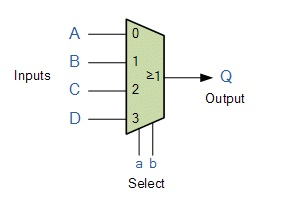 A 0
B 1
Inputs
≥1 Q
C 2
Output
D 3
a b
Select